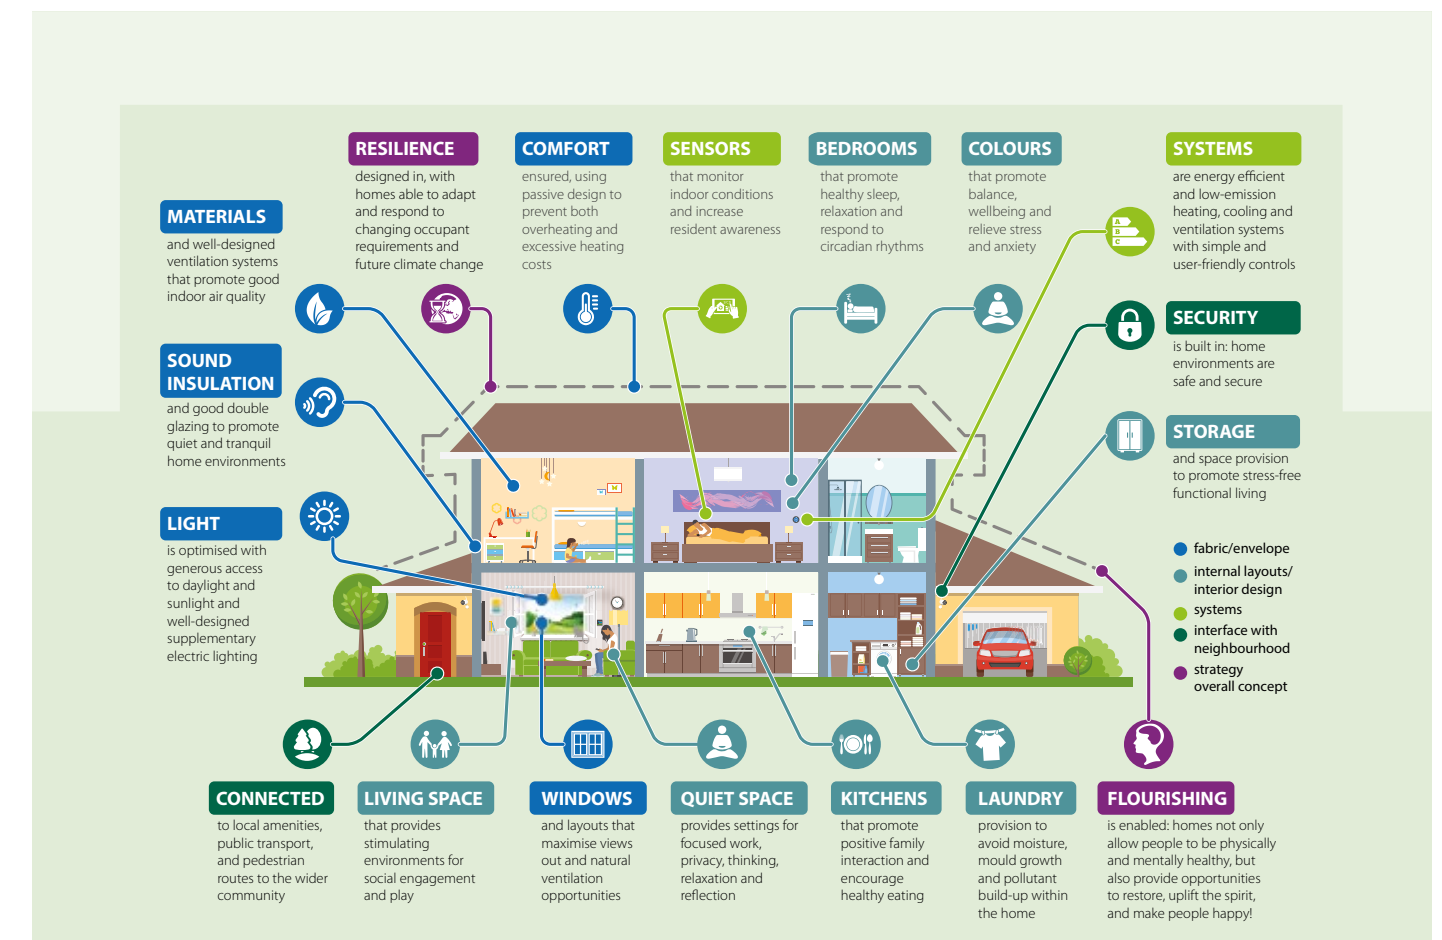 RESILIENCE
designed in, with
homes able to adapt
and respond to
changing occupant
requirements and
future climate change
COMFORT
ensured, using
passive design to
prevent both
overheating and
excessive heating
costs
SENSORS
that monitor
indoor conditions
and increase
resident awareness
BEDROOMS
that promote
healthy sleep,
relaxation and
respond to
circadian rhythms
COLOURS
that promote
balance,
wellbeing and
relieve stress
and anxiety
SYSTEMS
are energy efficient
and low-emission
heating, cooling and
ventilation systems
with simple and
user-friendly controls
A
B
C
MATERIALS
and well-designed
ventilation systems
that promote good
indoor air quality
SOUND
INSULATION
and good double
glazing to promote
quiet and tranquil
home environments
LIGHT
is optimised with
generous access
to daylight and
sunlight and
well-designed
supplementary
electric lighting
SECURITY
is built in: home
environments are
safe and secure
STORAGE
and space provision
to promote stress-free
functional living
fabric/envelope
internal layouts/
interior design
systems
interface with
neighbourhood
strategy
overall concept
CONNECTED
to local amenities,
public transport,
and pedestrian
routes to the wider
community
LIVING SPACE
that provides
stimulating
environments for
social engagement
and play
WINDOWS
and layouts that
maximise views
out and natural
ventilation
opportunities
QUIET SPACE
provides settings for
focused work,
privacy, thinking,
relaxation and
reflection
KITCHENS
that promote
positive family
interaction and
encourage
healthy eating
LAUNDRY
provision to
avoid moisture,
mould growth
and pollutant
build-up within
the home
FLOURISHING
is enabled: homes not only
allow people to be physically
and mentally healthy, but
also provide opportunities
to restore, uplift the spirit,
and make people happy!